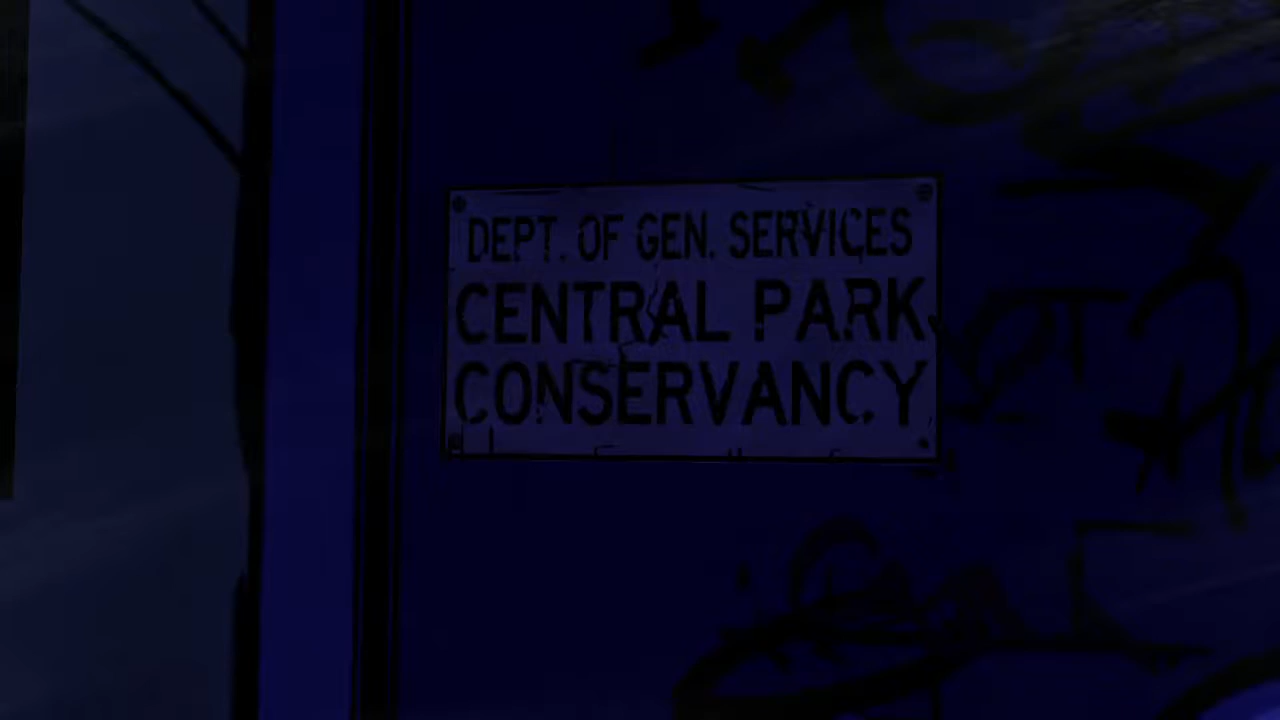 DEPT. OF GEN. SERVICES
CENTRAL PARK
CONSERVANCY